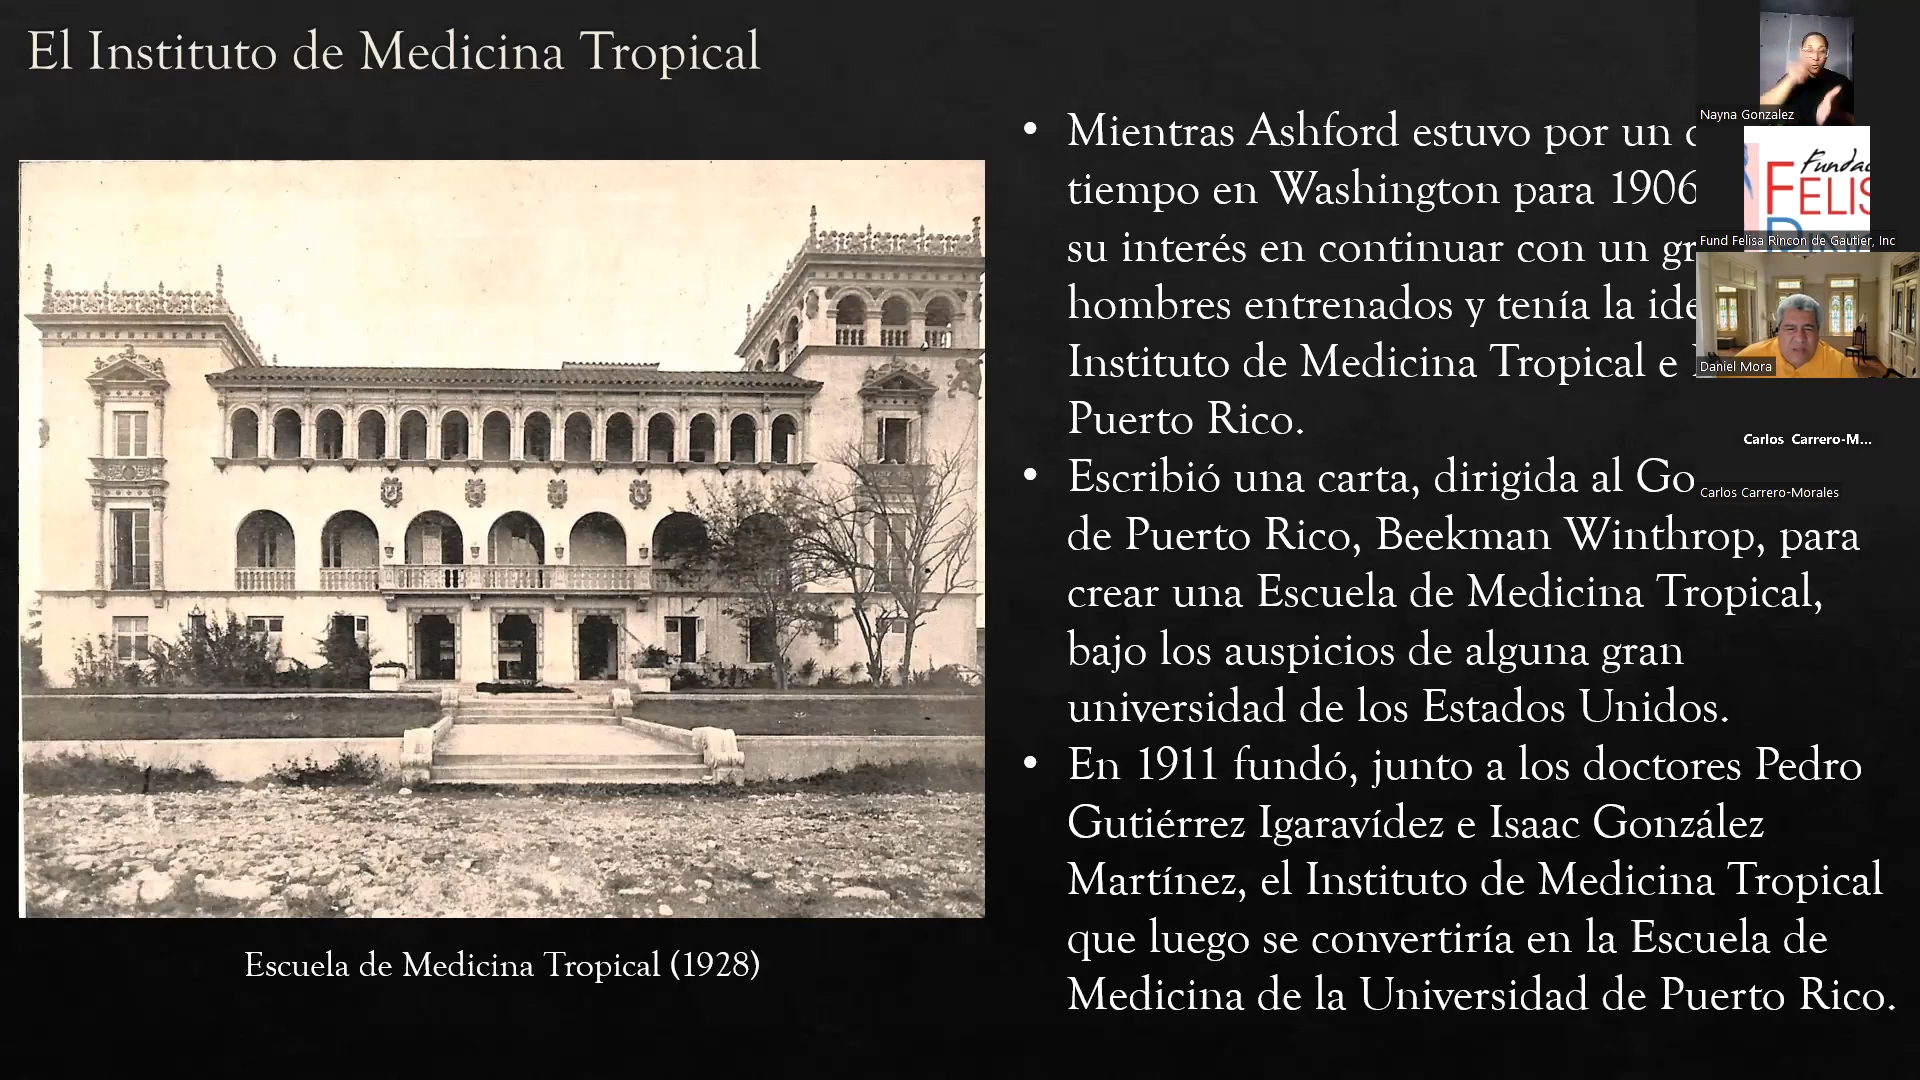 El Instituto de Medicina Tropical
• Mientras Ashford estuvo por un
tiempo en Washington para 1906
su interés en continuar con un
hombres entrenados y tenía la
Instituto de Medicina Tropical e
Puerto Rico.
• Escribió una carta, dirigida al
de Puerto Rico, Beekman Winthrop, para
crear una Escuela de Medicina Tropical,
bajo los auspicios de alguna gran
universidad de los Estados Unidos.
• En 1911 fundó, junto a los doctores Pedro
Gutiérrez Igaravídez e Isaac González
Martínez, el Instituto de Medicina Tropical
que luego se convertiría en la Escuela de
Medicina de la Universidad de Puerto Rico.
Escuela de Medicina Tropical (1928)
Nayna Gonzalez
Fund Felisa Rincon de Gautier, Inc
Daniel Mora
Carlos Carrero-M...
Carlos Carrero-Morales